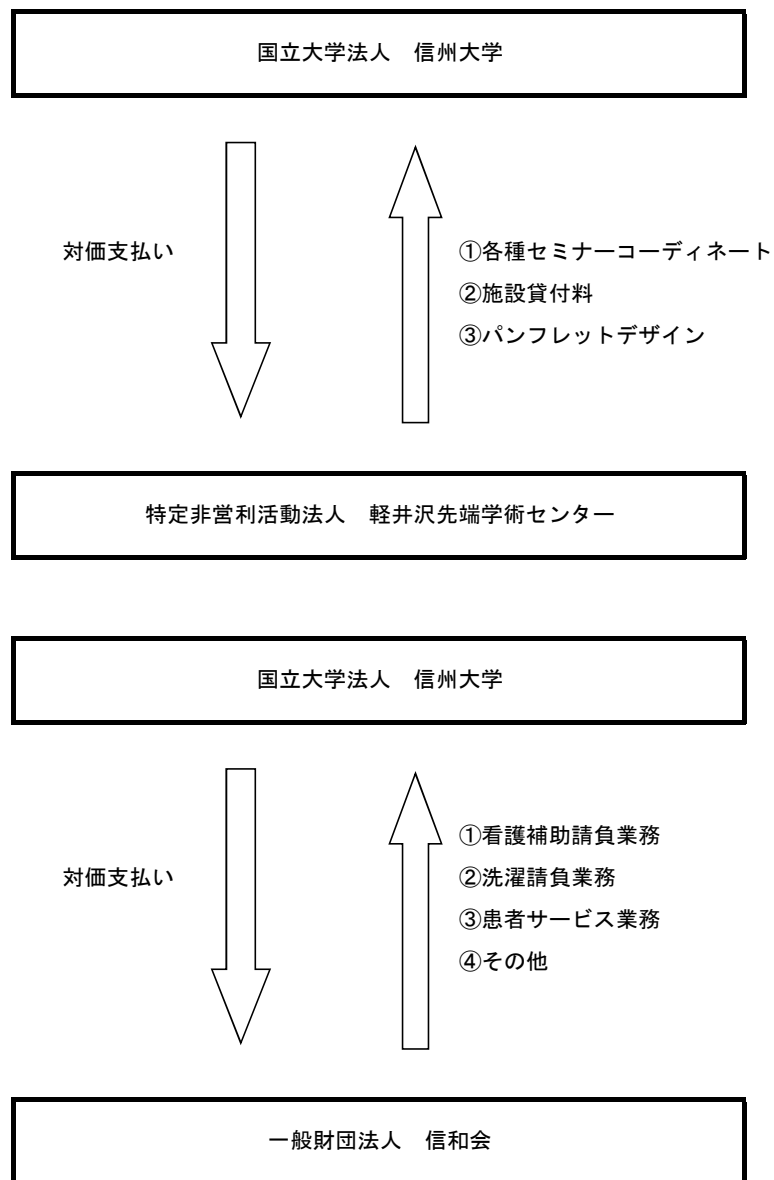 国立大学法人　信州大学
対価支払い
①各種セミナーコーディネート
②施設貸付料
③パンフレットデザイン
特定非営利活動法人　軽井沢先端学術センター
国立大学法人　信州大学
対価支払い
①看護補助請負業務
②洗濯請負業務
③患者サービス業務
④その他
一般財団法人　信和会